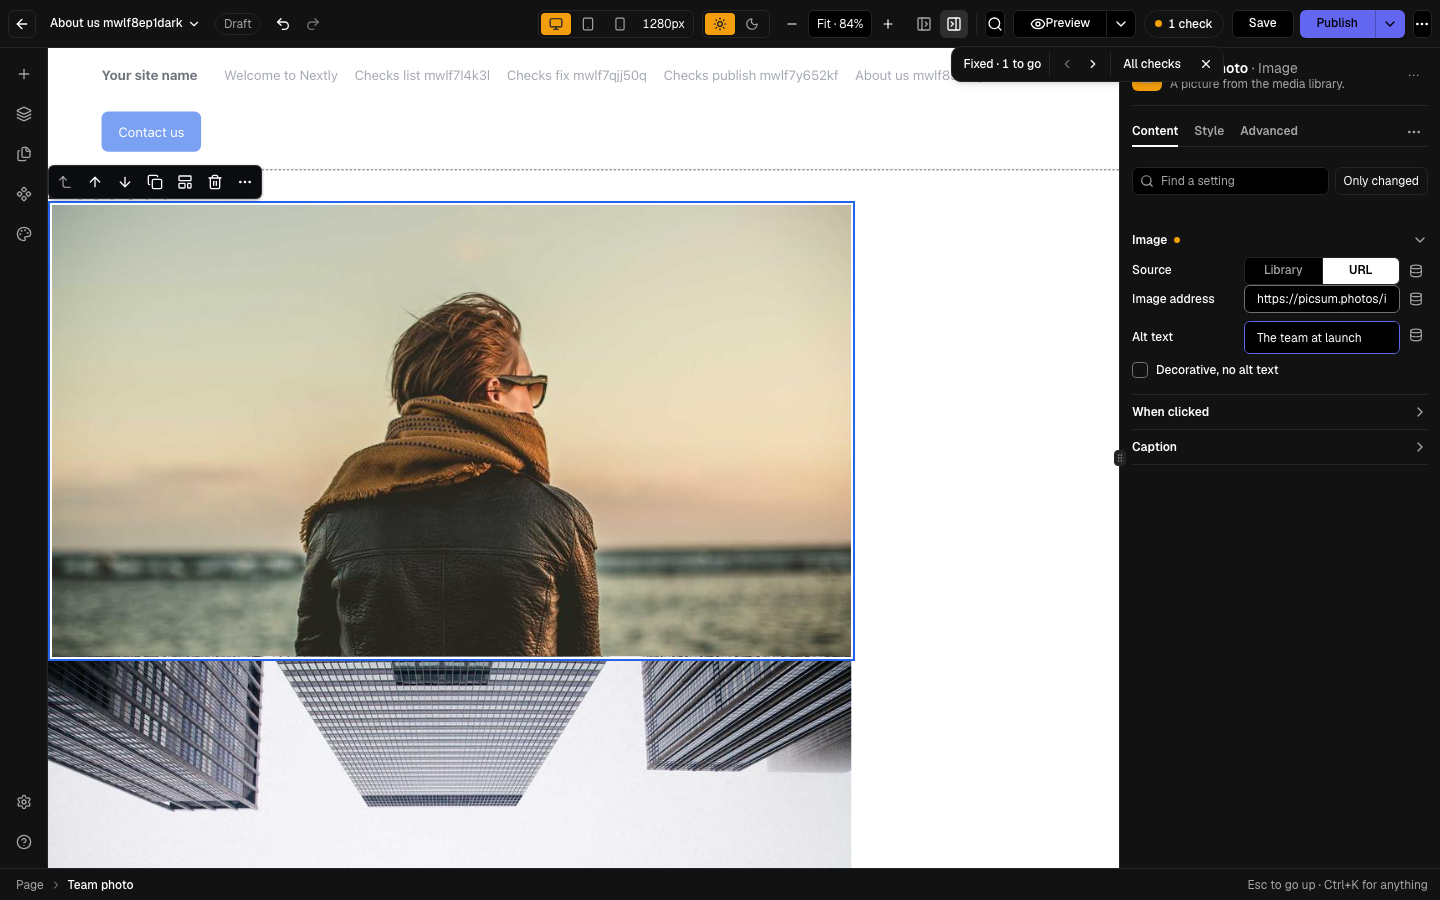 About us mwlf8ep1dark
Draft
1280px
Fit · 84%
Preview
1 check
Save
Publish
Fixed · 1 to go
All checks
Your site name
Welcome to Nextly
Checks list mwlf7l4k3l
Checks fix mwlf7qjj50q
Checks publish mwlf7y652kf
About us mwlf8
Contact us
oto · Image
A picture from the media library.
Content
Style
Advanced
Find a setting
Only changed
Image
Source
Library
URL
Image address
https://picsum.photos/i
Alt text
The team at launch
Decorative, no alt text
When clicked
Caption
Page
Team photo
Esc to go up · Ctrl+K for anything